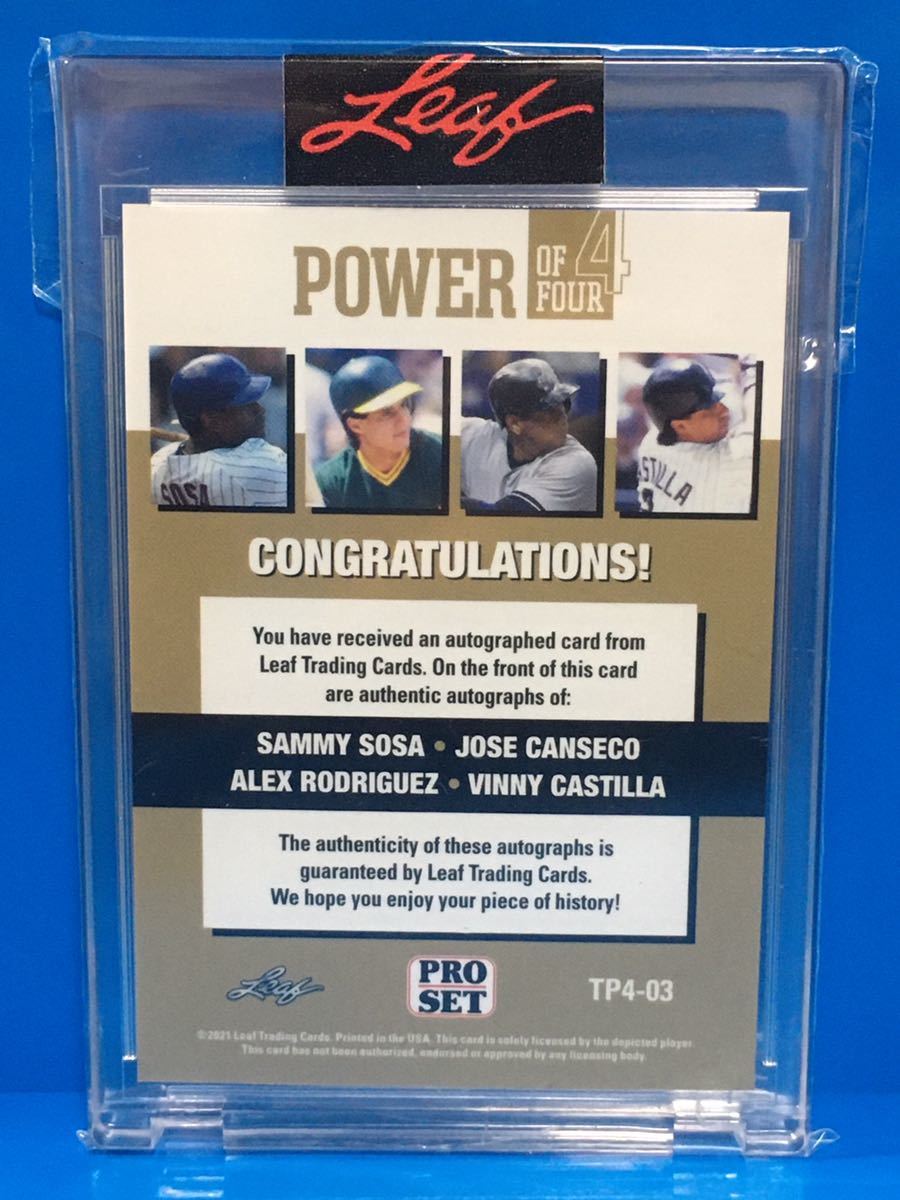 Leaf
POWER OF 4 FOUR
SOSA
ASTILLA
CONGRATULATIONS!
You have received an autographed card from
Leaf Trading Cards. On the front of this card
are authentic autographs of:
SAMMY SOSA • JOSE CANSECO
ALEX RODRIGUEZ • VINNY CASTILLA
The authenticity of these autographs is
guaranteed by Leaf Trading Cards.
We hope you enjoy your piece of history!
Leaf
PRO
SET
TP4-03
©2021 Leaf Trading Cards. Printed in the USA. This card is solely licensed by the depicted player.
This card has not been authorized, endorsed or approved by any licensing body.